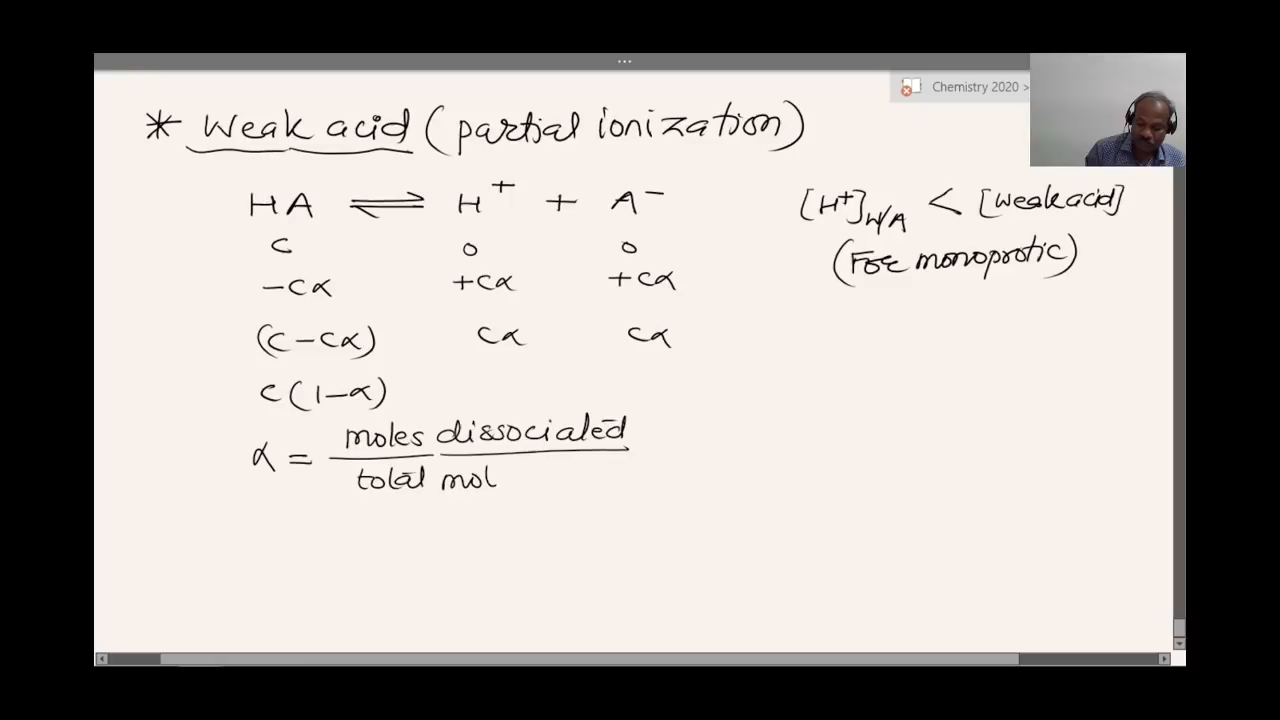 Chemistry 2020 >
* Weak acid (partial ionization)
HA ⇌ H⁺ + A⁻
C 0 0
-Cα +Cα +Cα
(C-Cα) Cα Cα
C(1-α)
α = moles dissociated
total mol
[H⁺]W/A < [Weak acid]
(For monoprotic)